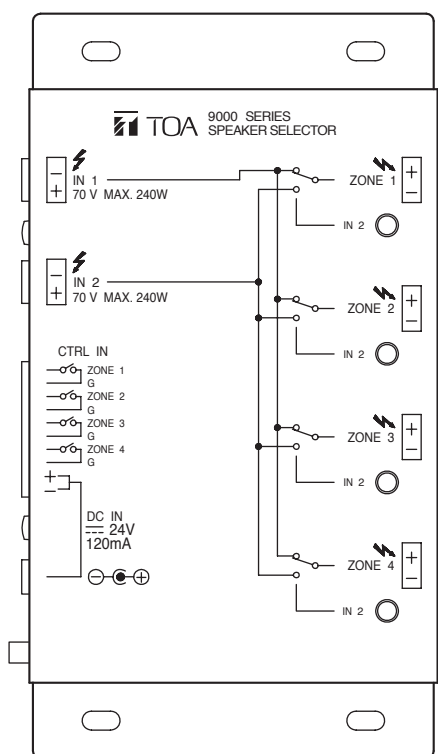 TOA 9000 SERIES
SPEAKER SELECTOR
− + IN 1
70 V MAX. 240W
− + IN 2
70 V MAX. 240W
ZONE 1 + −
IN 2
ZONE 2 + −
IN 2
ZONE 3 + −
IN 2
ZONE 4 + −
IN 2
CTRL IN
ZONE 1
G
ZONE 2
G
ZONE 3
G
ZONE 4
G
+
−
DC IN
24V
120mA
− +